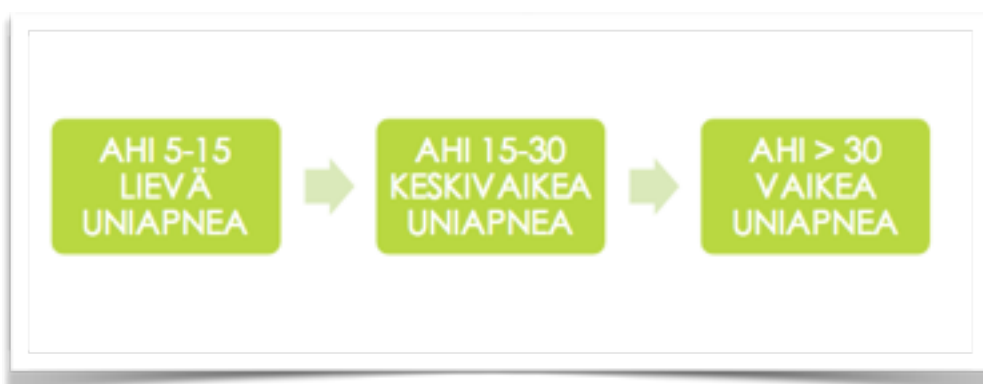 AHI 5-15
LIEVÄ
UNIAPNEA
AHI 15-30
KESKIVAIKEA
UNIAPNEA
AHI > 30
VAIKEA
UNIAPNEA